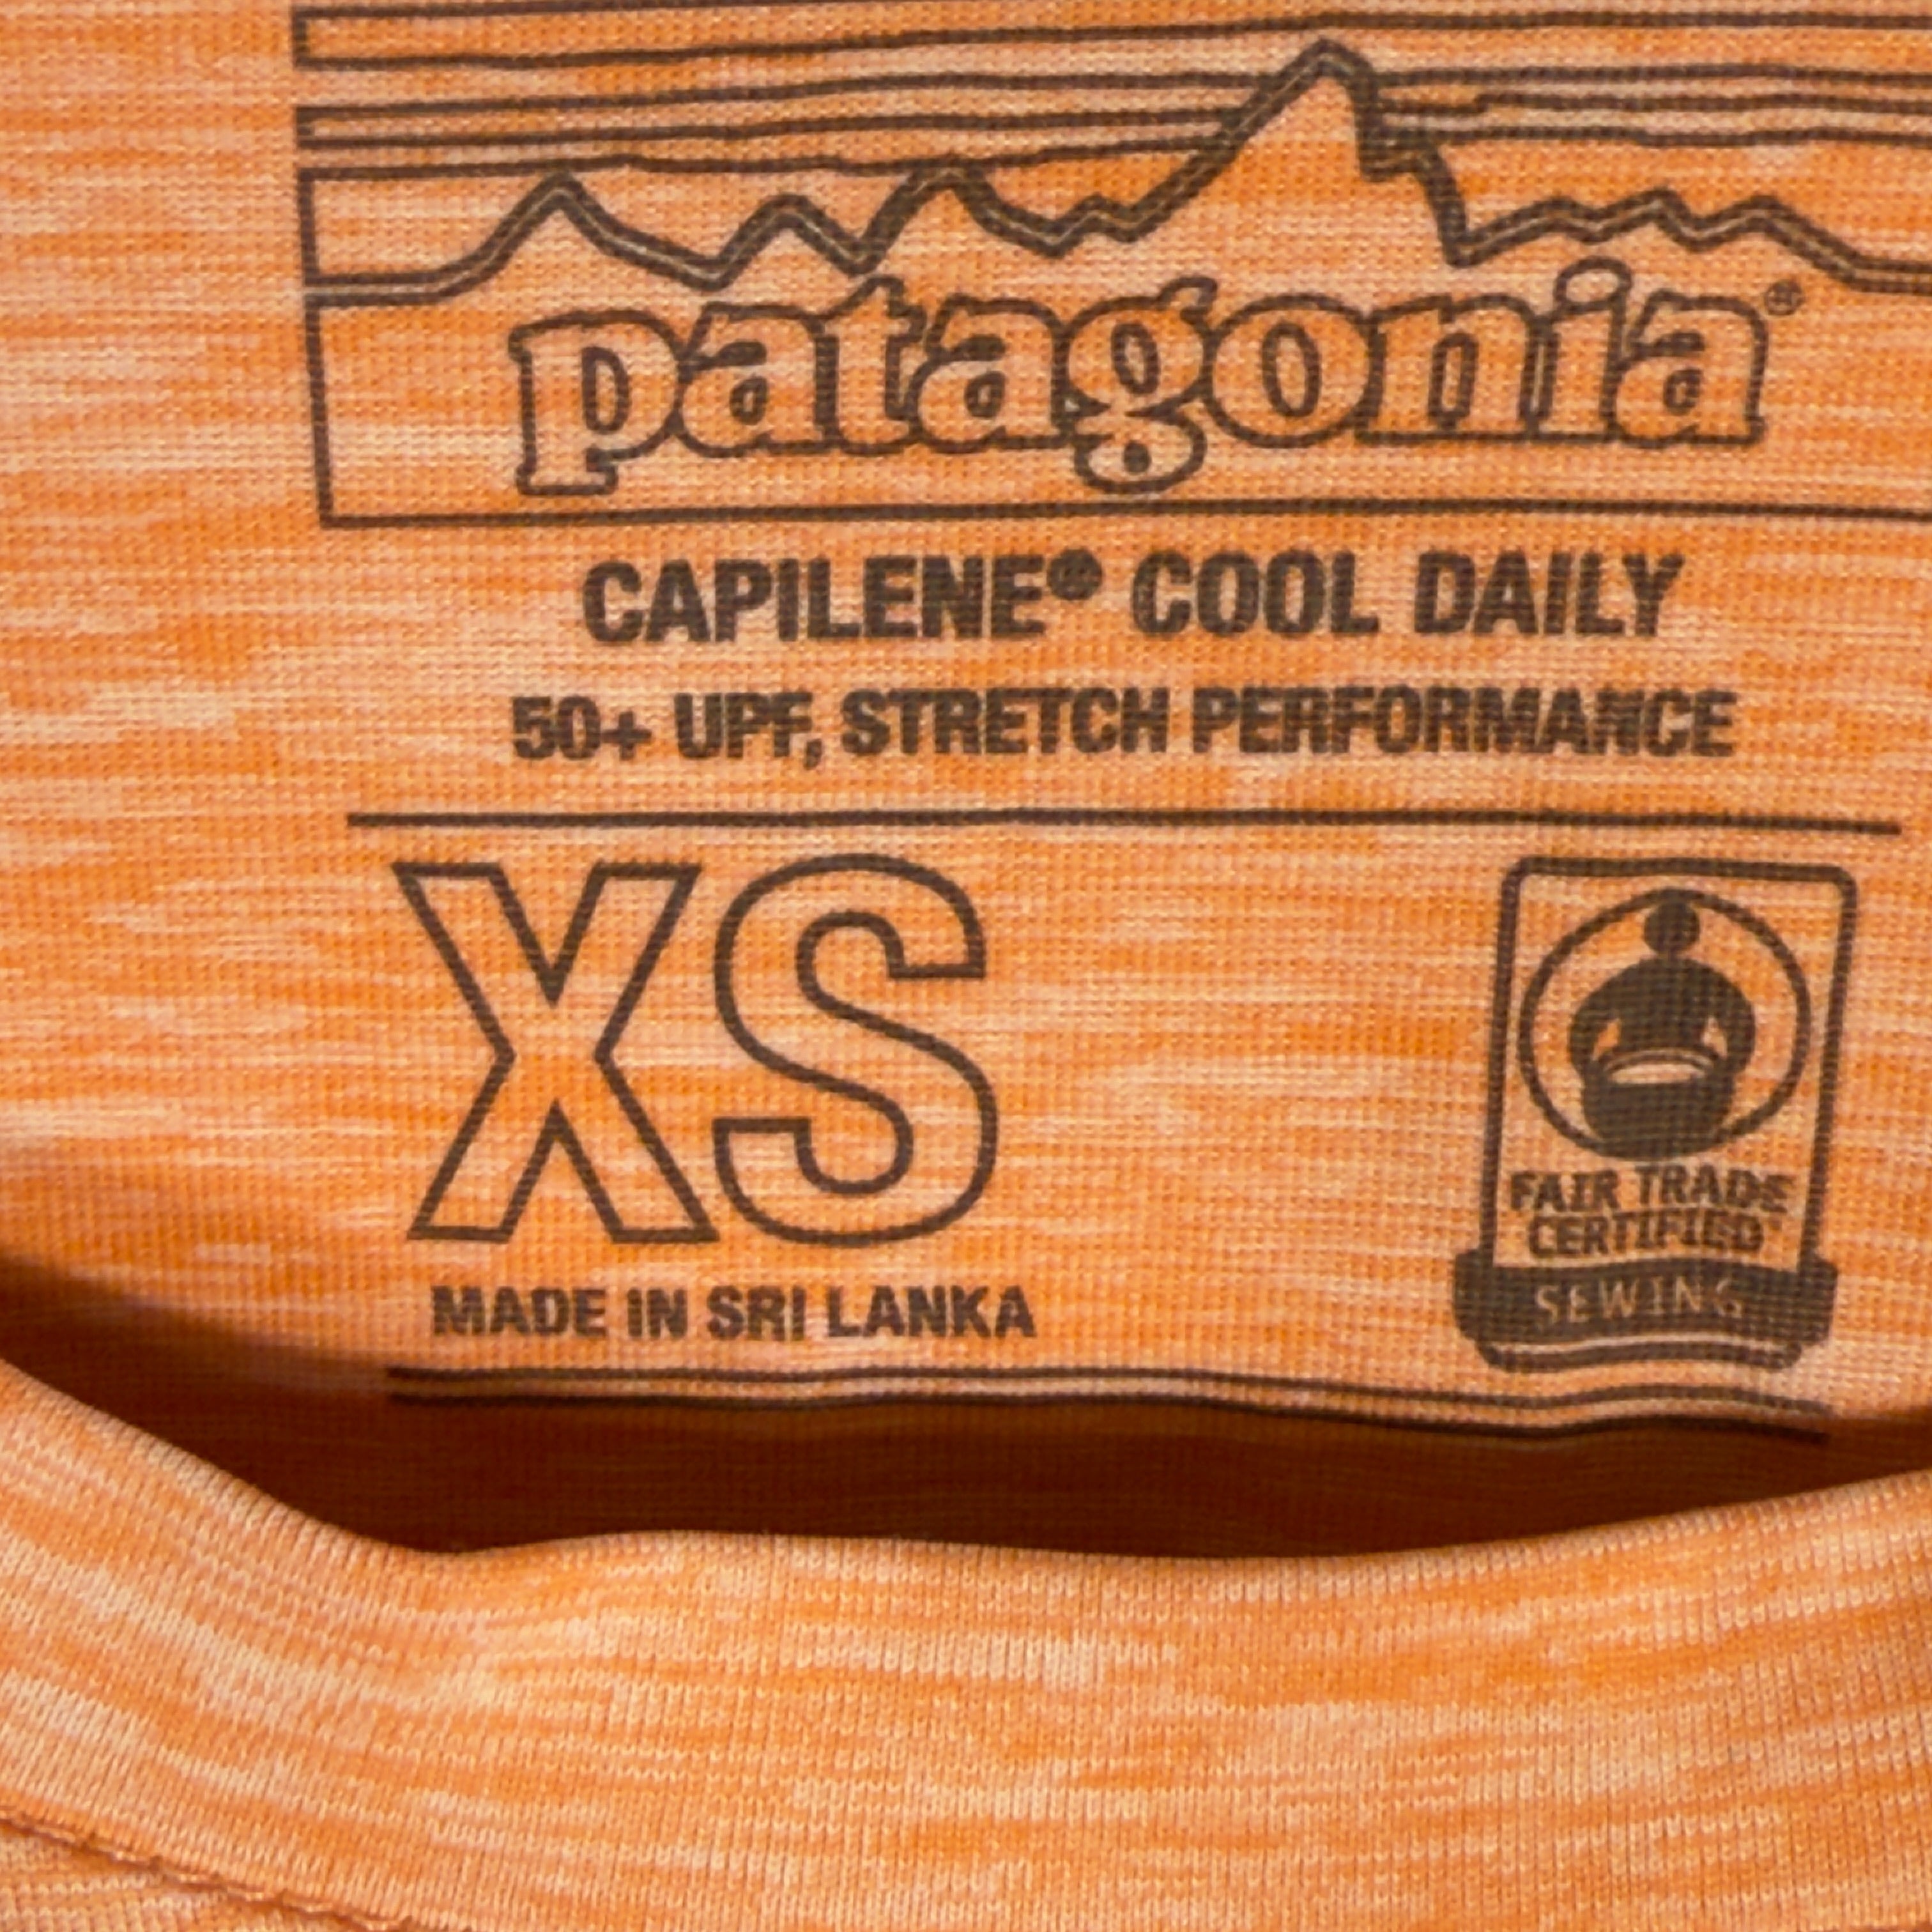 patagonia®
CAPILENE® COOL DAILY
50+ UPF, STRETCH PERFORMANCE
XS
MADE IN SRI LANKA
FAIR TRADE
CERTIFIED
SEWING